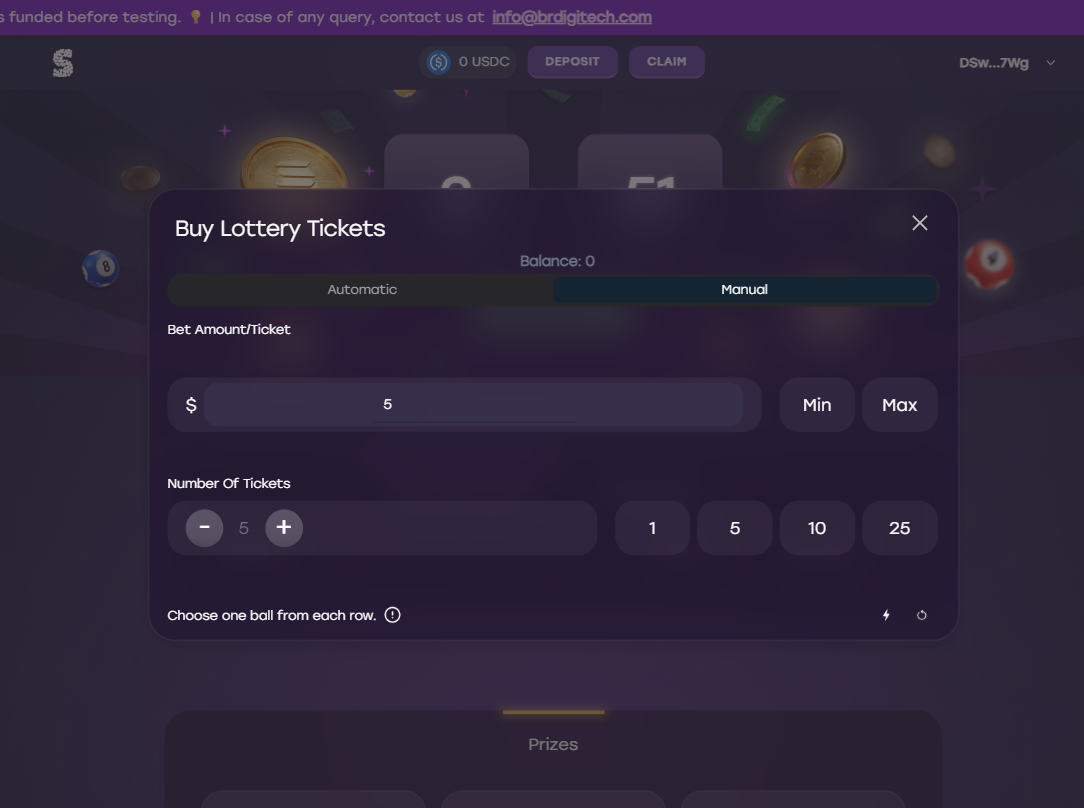 funded before testing. 💡 | In case of any query, contact us at info@brdigitech.com
0 USDC DEPOSIT CLAIM DSw...7Wg
51
Buy Lottery Tickets
Balance: 0
Automatic Manual
Bet Amount/Ticket
$ 5 Min Max
Number Of Tickets
- 5 + 1 5 10 25
Choose one ball from each row.
Prizes